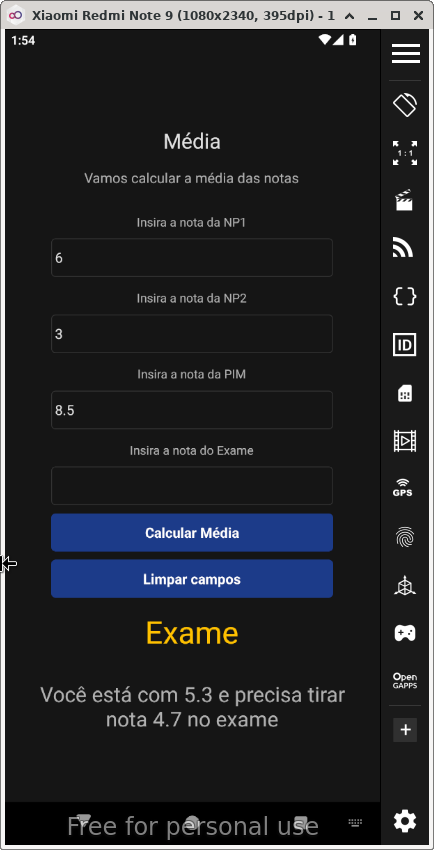 Xiaomi Redmi Note 9 (1080x2340, 395dpi) - 1
1:54
Média
Vamos calcular a média das notas
Insira a nota da NP1
6
Insira a nota da NP2
3
Insira a nota da PIM
8.5
Insira a nota do Exame
Calcular Média
Limpar campos
Exame
Você está com 5.3 e precisa tirar
nota 4.7 no exame
Free for personal use
1:1
ID
GPS
Open
GAPPS